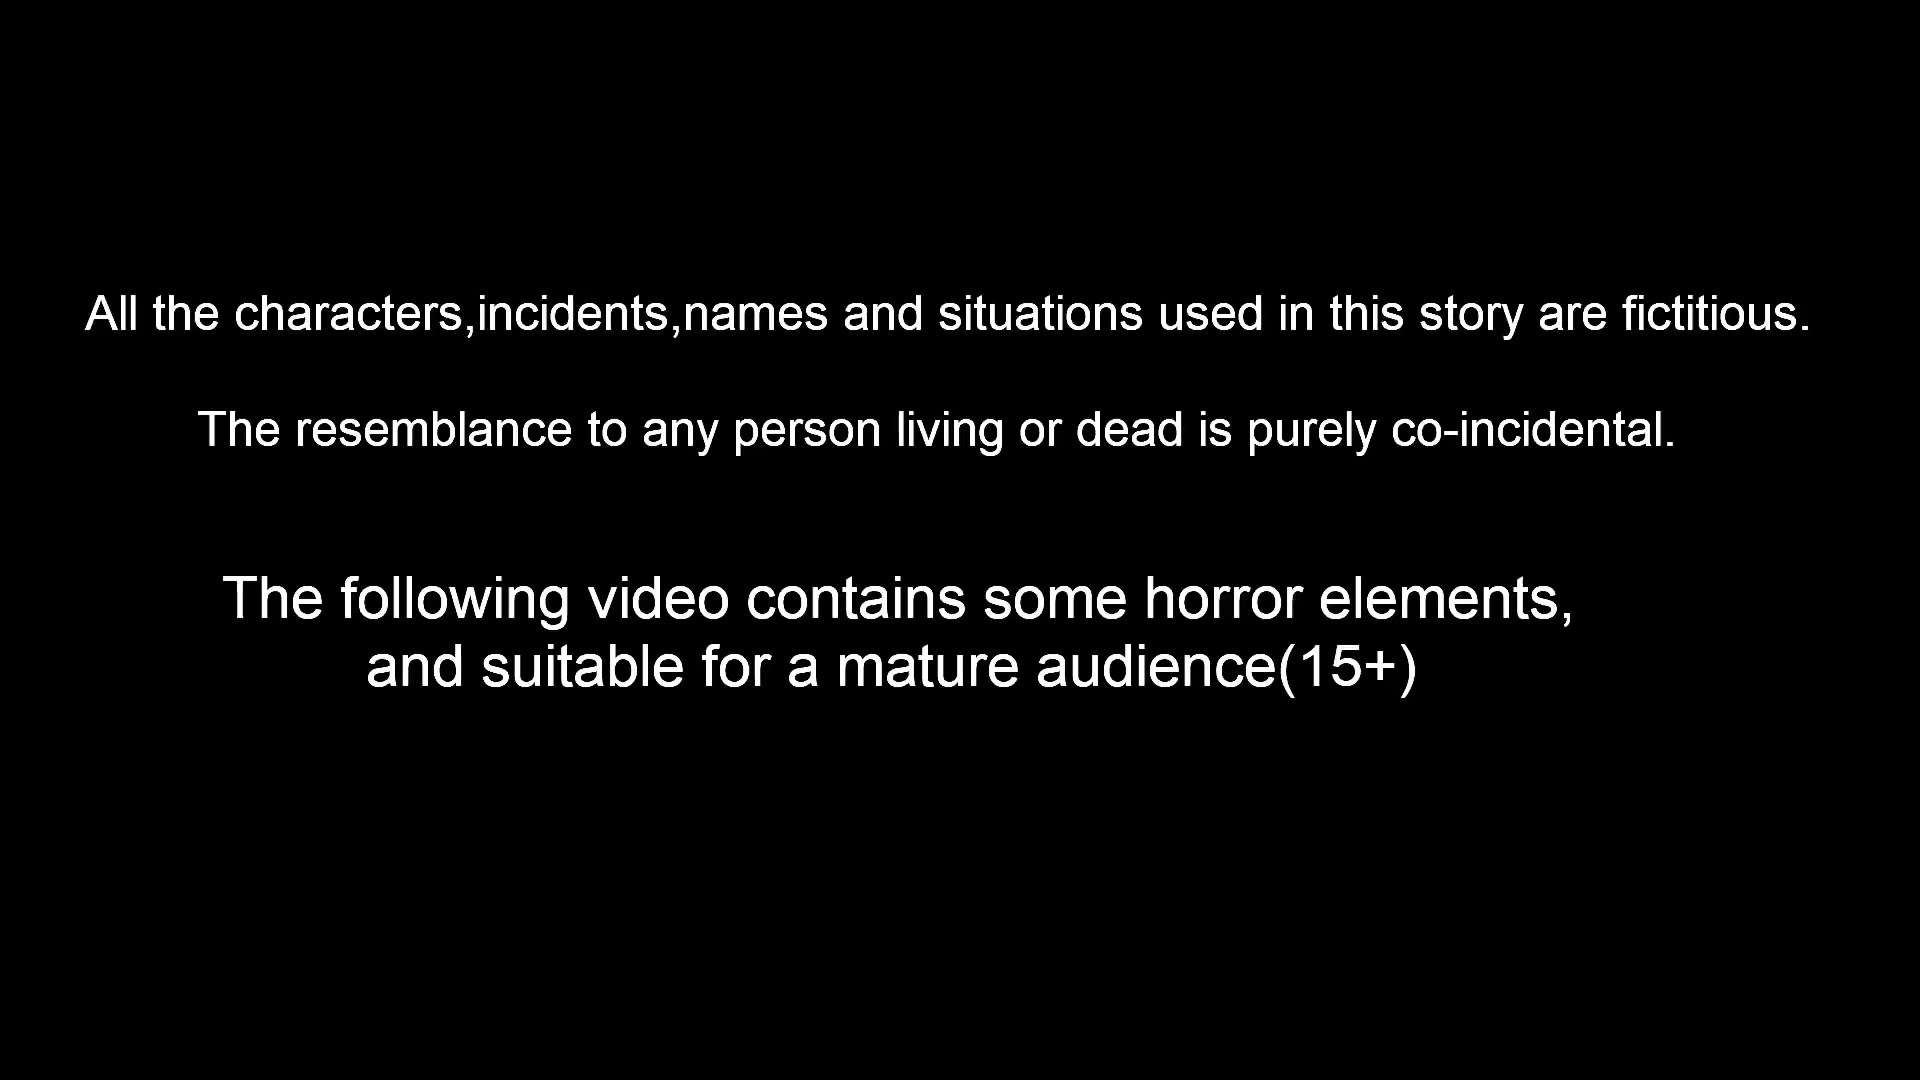 All the characters,incidents,names and situations used in this story are fictitious.
The resemblance to any person living or dead is purely co-incidental.
The following video contains some horror elements,
and suitable for a mature audience(15+)